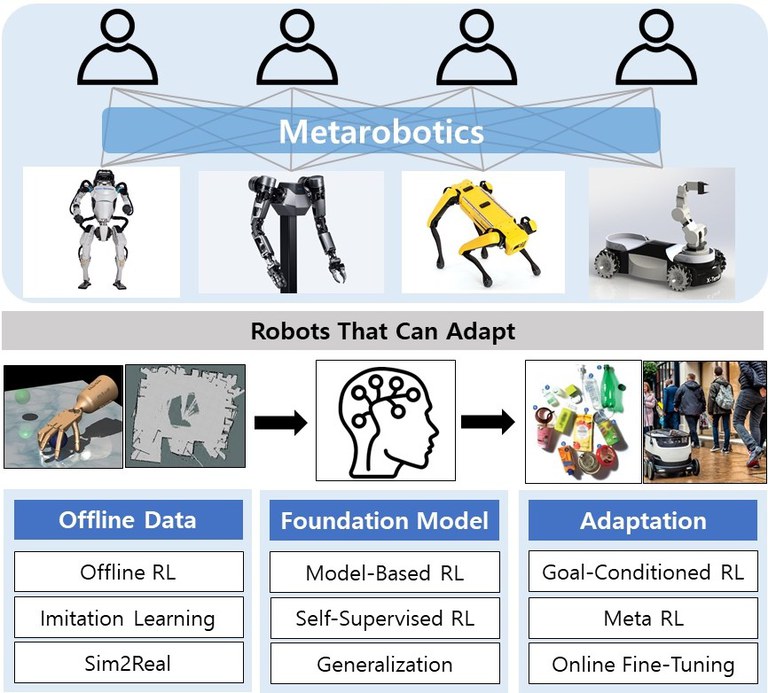 Metarobotics
Robots That Can Adapt
Offline Data
Offline RL
Imitation Learning
Sim2Real
Foundation Model
Model-Based RL
Self-Supervised RL
Generalization
Adaptation
Goal-Conditioned RL
Meta RL
Online Fine-Tuning